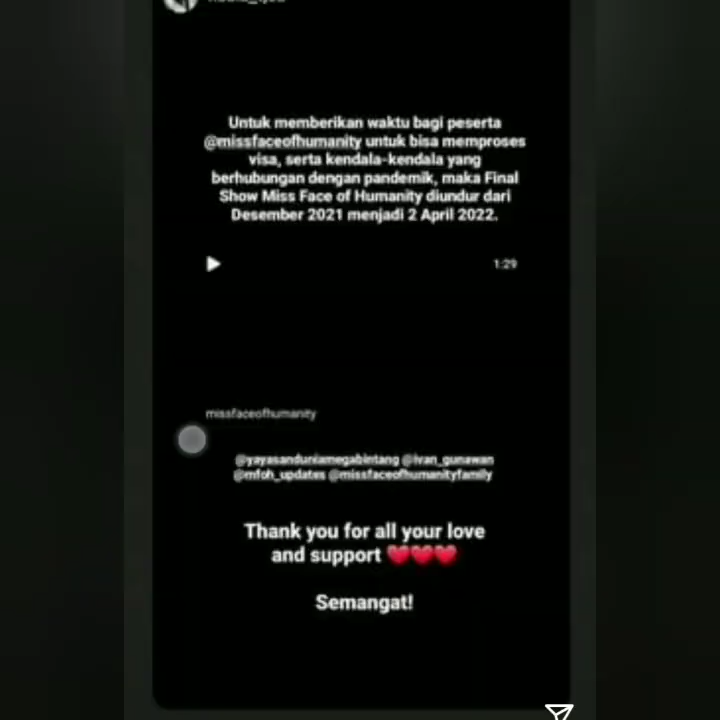 Untuk memberikan waktu bagi peserta
@missfaceofhumanity untuk bisa memproses
visa, serta kendala-kendala yang
berhubungan dengan pandemik, maka Final
Show Miss Face of Humanity diundur dari
Desember 2021 menjadi 2 April 2022.
1:29
missfaceofhumanity
@yayasanduniamegabintang @ivan_gunawan
@mfoh_updates @missfaceofhumanityfamily
Thank you for all your love
and support ❤️❤️❤️
Semangat!